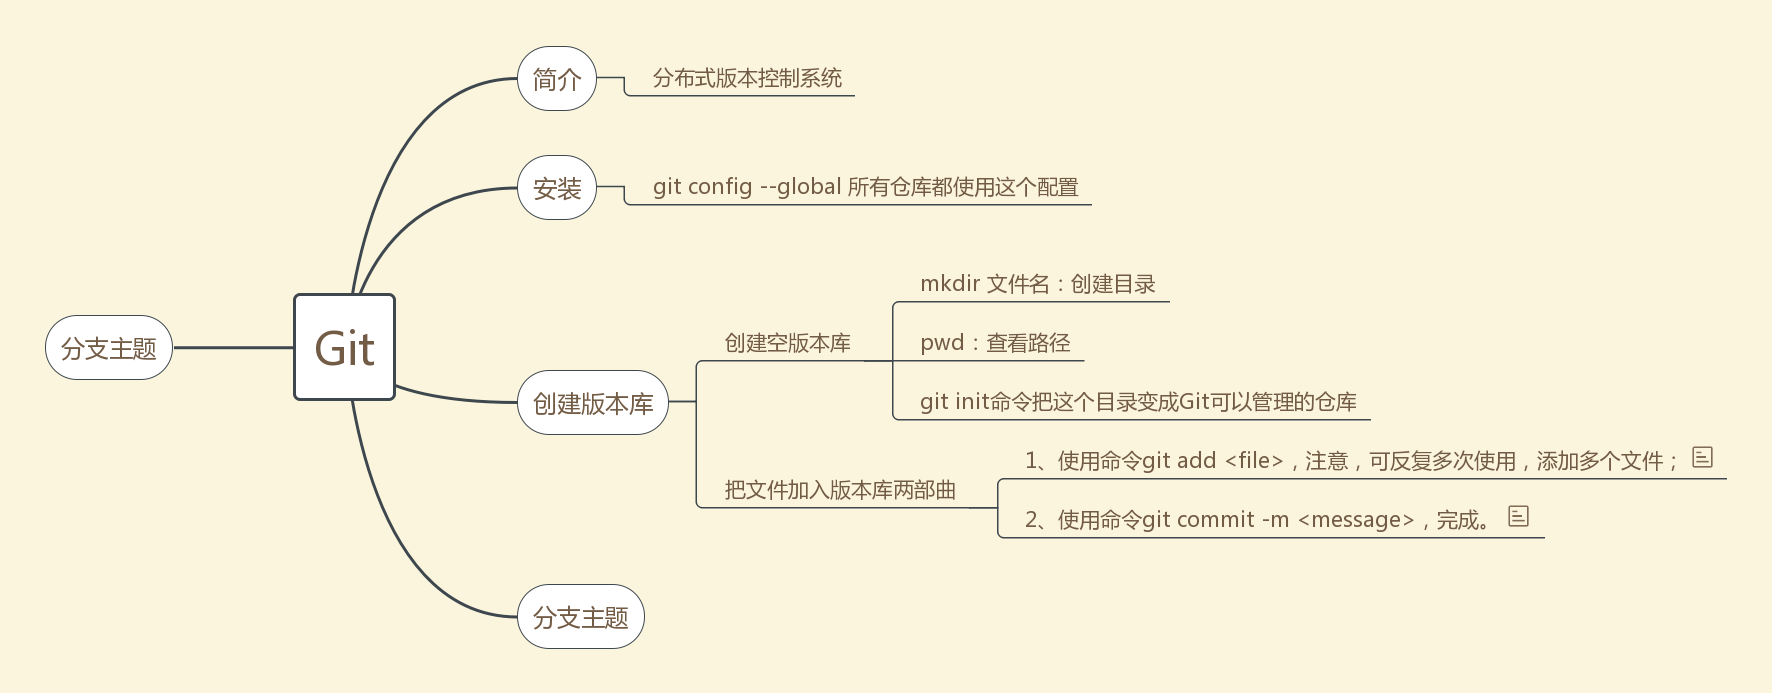 简介
分布式版本控制系统
安装
git config --global 所有仓库都使用这个配置
mkdir 文件名：创建目录
创建空版本库
pwd：查看路径
分支主题
Git
git init命令把这个目录变成Git可以管理的仓库
创建版本库
1、使用命令git add <file>，注意，可反复多次使用，添加多个文件；
把文件加入版本库两部曲
2、使用命令git commit -m <message>，完成。
分支主题